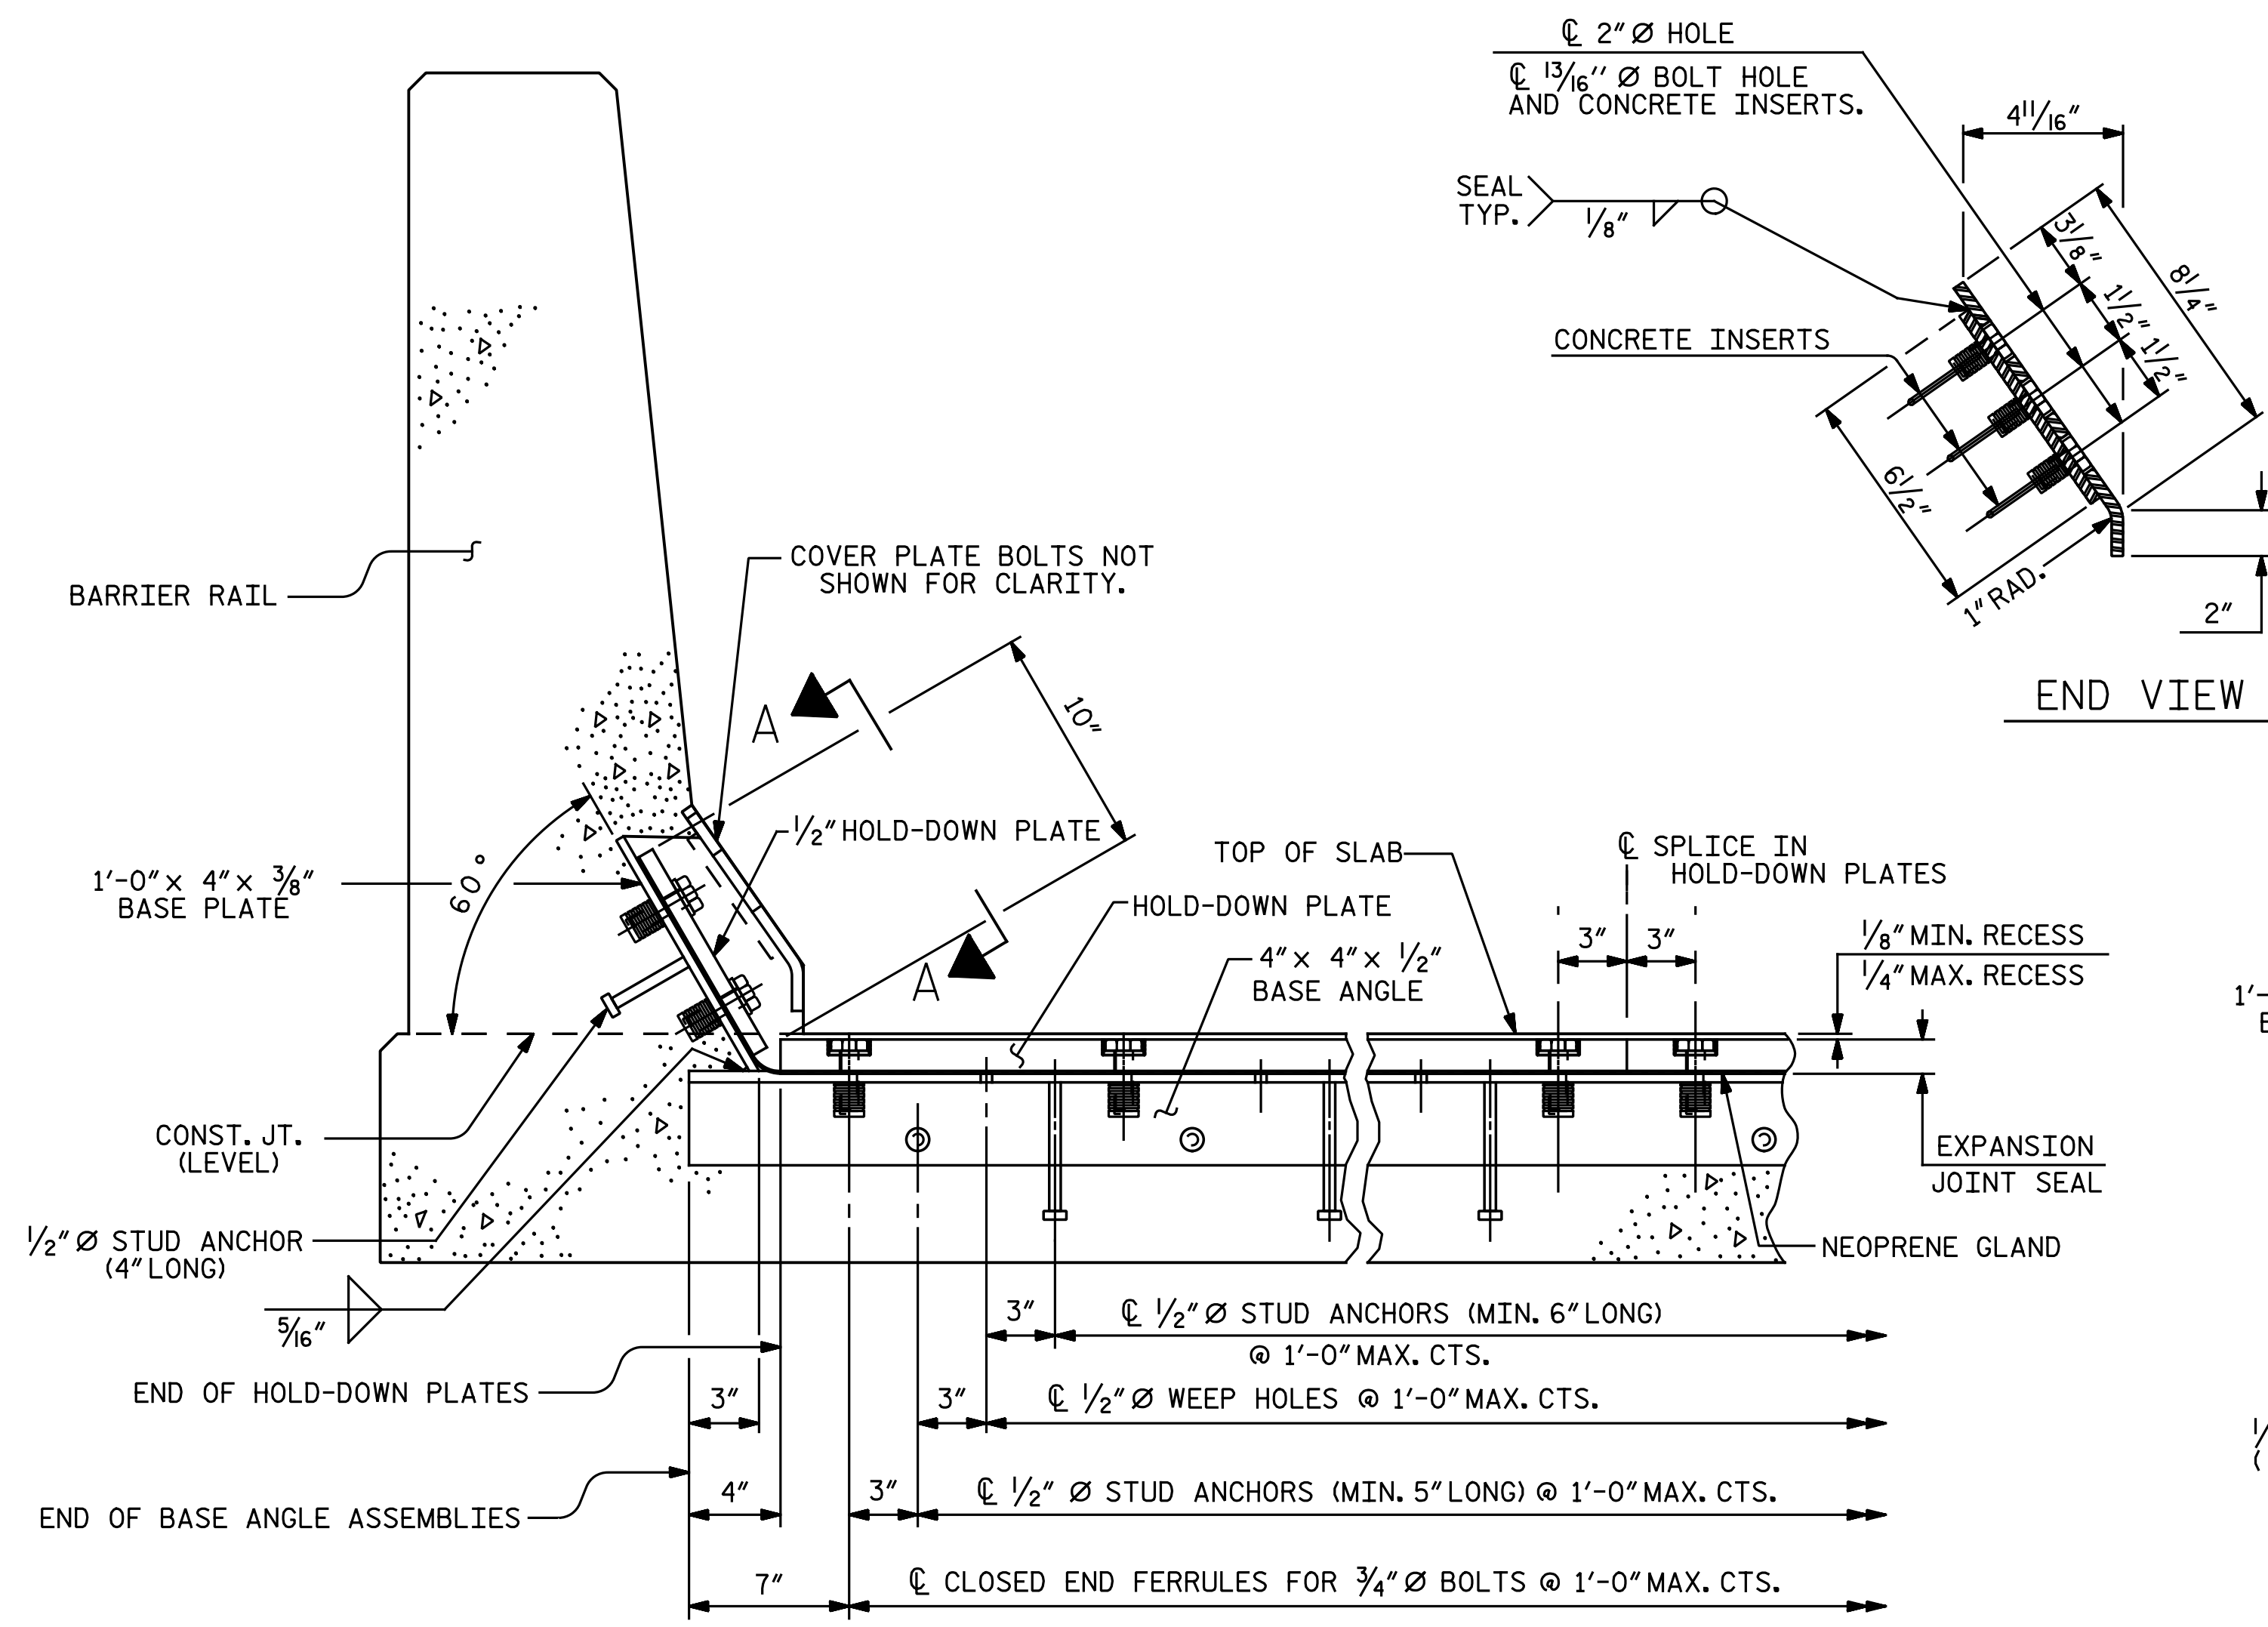 ℄ 2"Ø HOLE
℄ 13/16" Ø BOLT HOLE
AND CONCRETE INSERTS.
4 11/16"
SEAL
TYP.
1/8"
3 1/8"
8 1/4"
1 1/2"
1 1/2"
CONCRETE INSERTS
6 1/2"
1" RAD.
2"
END VIEW
COVER PLATE BOLTS NOT
SHOWN FOR CLARITY.
BARRIER RAIL
A
10"
1/2" HOLD-DOWN PLATE
TOP OF SLAB
℄ SPLICE IN
HOLD-DOWN PLATES
1'-0" x 4" x 3/8"
BASE PLATE
60°
HOLD-DOWN PLATE
3" 3"
1/8" MIN. RECESS
1/4" MAX. RECESS
4" x 4" x 1/2"
BASE ANGLE
A
1'-
CONST. JT.
(LEVEL)
EXPANSION
JOINT SEAL
1/2" Ø STUD ANCHOR
(4" LONG)
NEOPRENE GLAND
5/16"
3" ℄ 1/2" Ø STUD ANCHORS (MIN. 6" LONG)
@ 1'-0" MAX. CTS.
END OF HOLD-DOWN PLATES
3" 3" ℄ 1/2" Ø WEEP HOLES @ 1'-0" MAX. CTS.
4" 3" ℄ 1/2" Ø STUD ANCHORS (MIN. 5" LONG) @ 1'-0" MAX. CTS.
END OF BASE ANGLE ASSEMBLIES
7" ℄ CLOSED END FERRULES FOR 3/4" Ø BOLTS @ 1'-0" MAX. CTS.